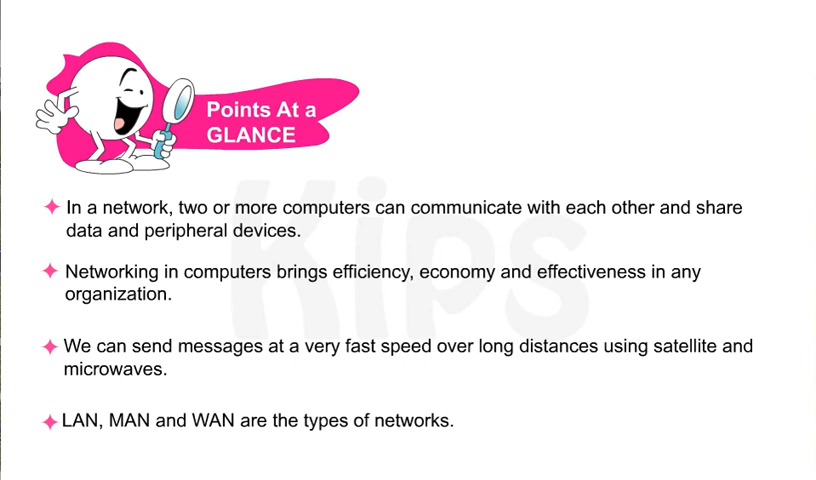 Points At a
GLANCE
Kips
In a network, two or more computers can communicate with each other and share
data and peripheral devices.
Networking in computers brings efficiency, economy and effectiveness in any
organization.
We can send messages at a very fast speed over long distances using satellite and
microwaves.
LAN, MAN and WAN are the types of networks.